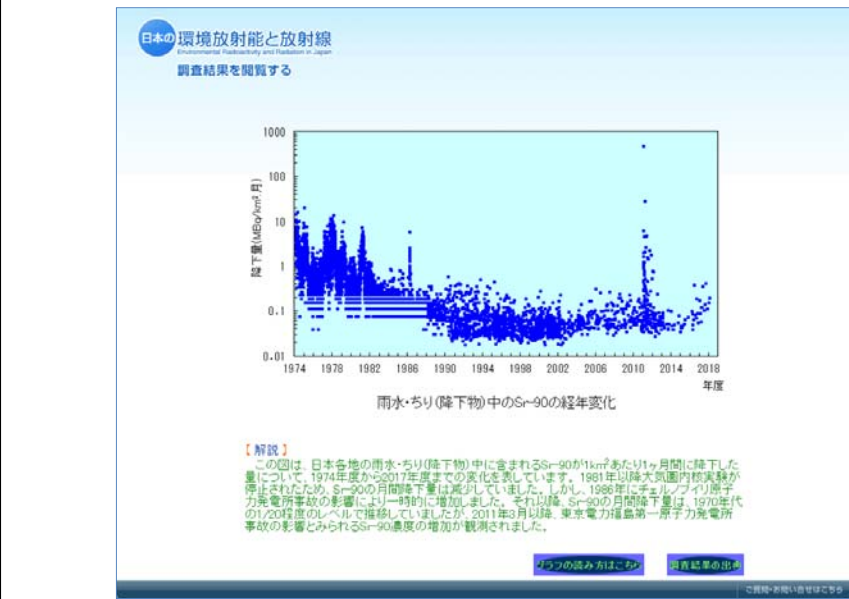 日本の環境放射能と放射線
Environmental Radioactivity and Radiation in Japan
調査結果を閲覧する
1000
100
10
1
0.1
0.01
降下量(MBq/km².月)
1974 1978 1982 1986 1990 1994 1998 2002 2006 2010 2014 2018
年度
雨水・ちり(降下物)中のSr-90の経年変化
【解説】
この図は、日本各地の雨水・ちり(降下物)中に含まれるSr-90が1km²あたり1ヶ月間に降下した
量について、1974年度から2017年度までの変化を表しています。1981年以降大気圏内核実験が
停止されたため、Sr-90の月間降下量は減少していました。しかし、1986年にチェルノブイリ原子
力発電所事故の影響により一時的に増加しました。それ以降、Sr-90の月間降下量は、1970年代
の1/20程度のレベルで推移していましたが、2011年3月以降、東京電力福島第一原子力発電所
事故の影響とみられるSr-90濃度の増加が観測されました。
グラフの読み方はこちら
調査結果の出典
ご質問・お問い合せはこちら